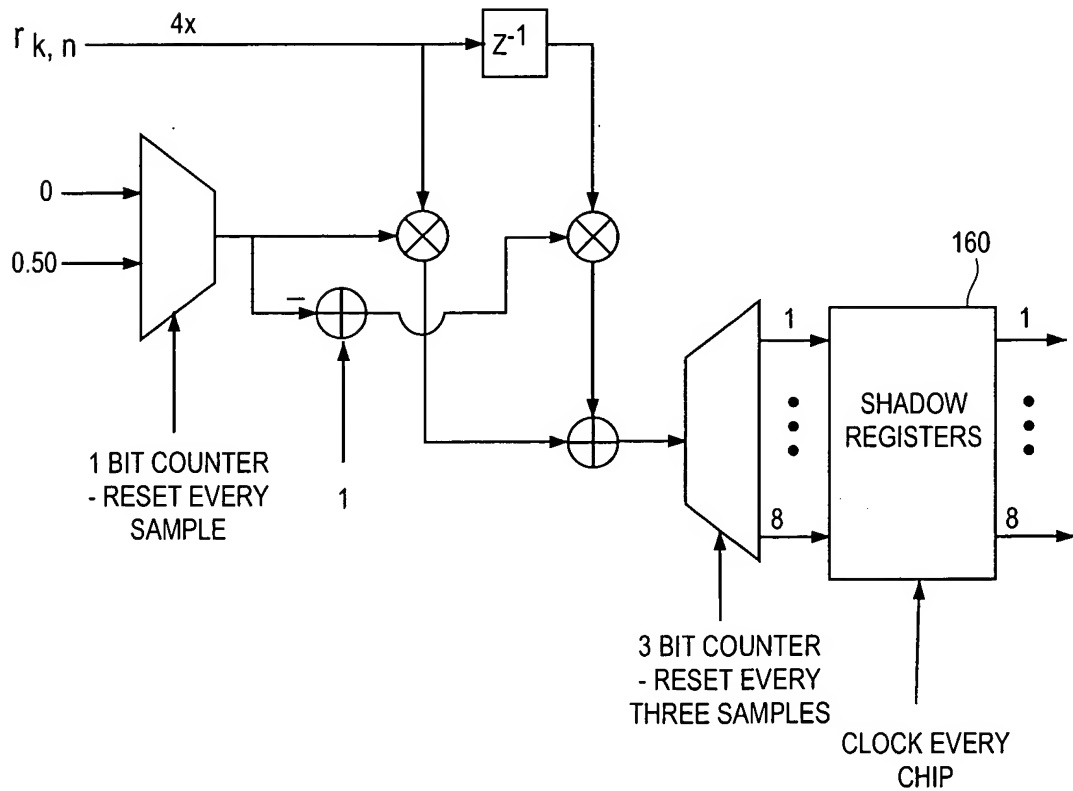 r k, n
4x
Z-1
0
0.50
160
1
1
SHADOW
REGISTERS
1 BIT COUNTER
- RESET EVERY
SAMPLE
1
8
8
3 BIT COUNTER
- RESET EVERY
THREE SAMPLES
CLOCK EVERY
CHIP